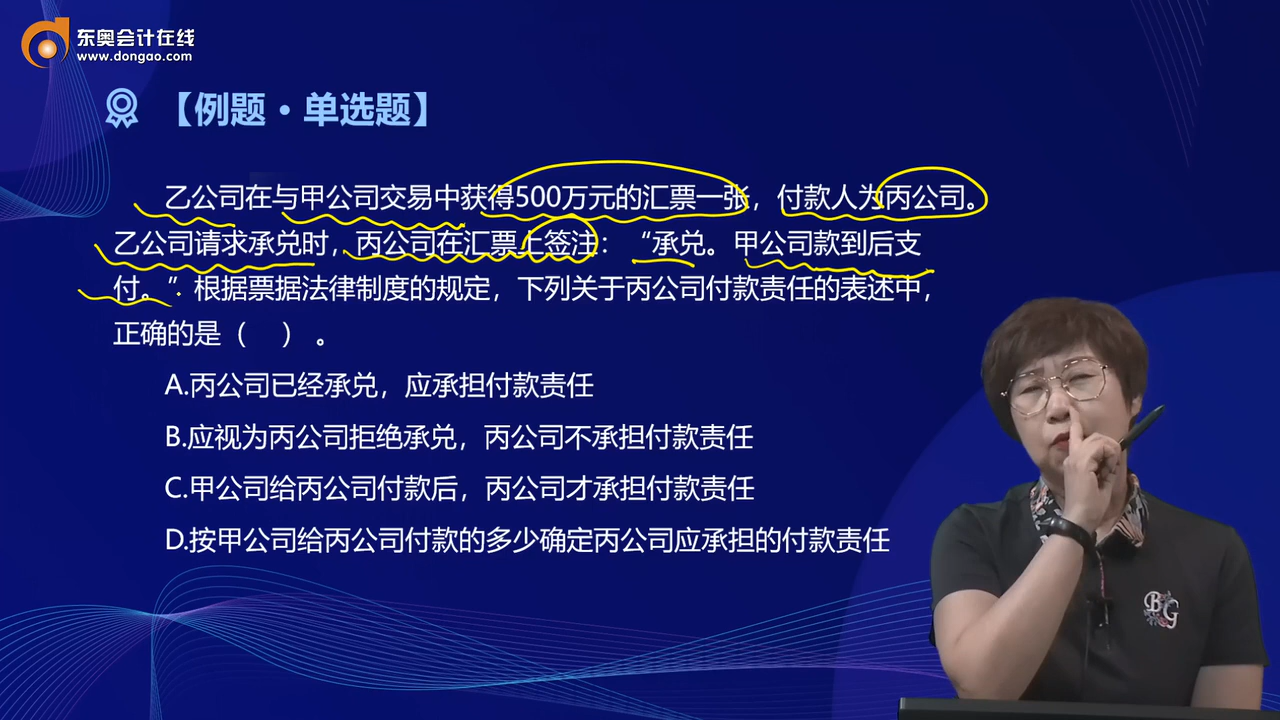 东奥会计在线
www.dongao.com
【例题·单选题】
乙公司在与甲公司交易中获得500万元的汇票一张，付款人为丙公司。
乙公司请求承兑时，丙公司在汇票上签注：“承兑。甲公司款到后支
付。”根据票据法律制度的规定，下列关于丙公司付款责任的表述中，
正确的是（ ）。
A.丙公司已经承兑，应承担付款责任
B.应视为丙公司拒绝承兑，丙公司不承担付款责任
C.甲公司给丙公司付款后，丙公司才承担付款责任
D.按甲公司给丙公司付款的多少确定丙公司应承担的付款责任
BG